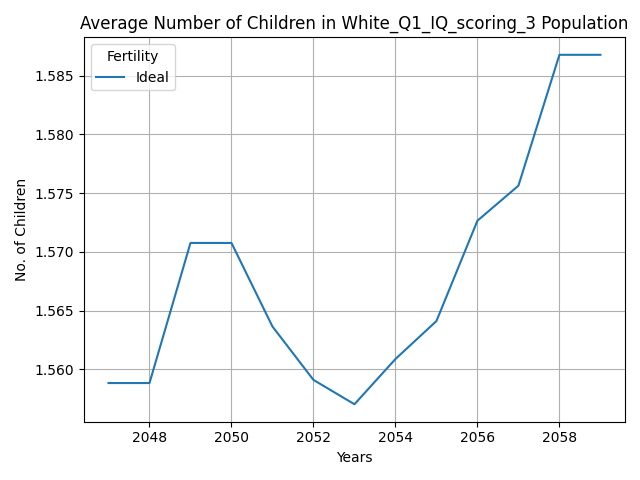 Average Number of Children in White_Q1_IQ_scoring_3 Population
Fertility
Ideal
No. of Children
1.585
1.580
1.575
1.570
1.565
1.560
2048 2050 2052 2054 2056 2058
Years